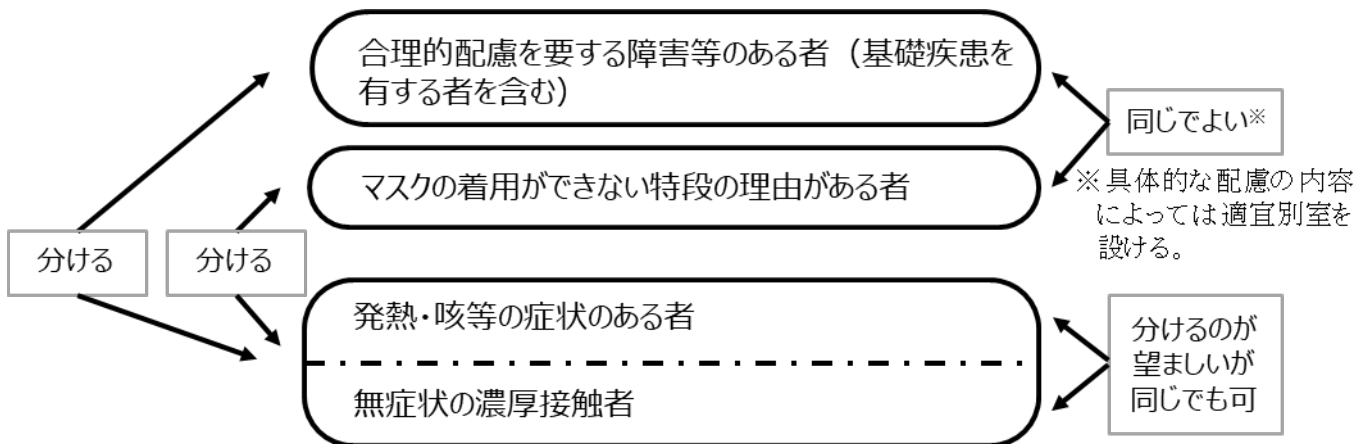 合理的配慮を要する障害等のある者（基礎疾患を
有する者を含む）
同じでよい※
マスクの着用ができない特段の理由がある者
※具体的な配慮の内容
によっては適宜別室を
設ける。
分ける
分ける
発熱・咳等の症状のある者
無症状の濃厚接触者
分けるのが
望ましいが
同じでも可